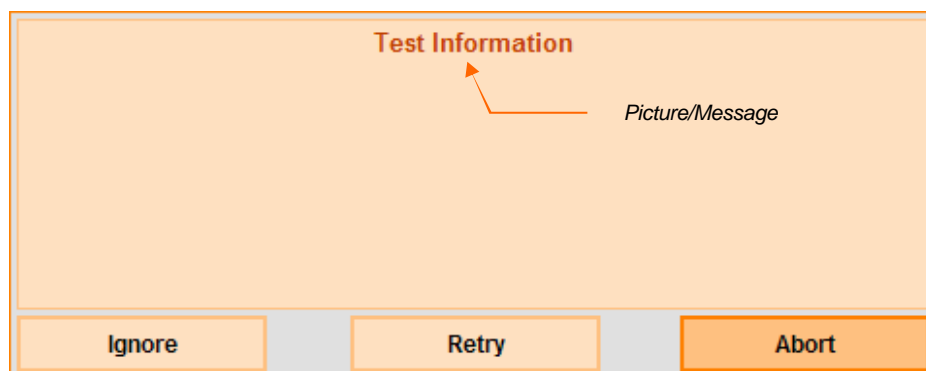 Test Information
Picture/Message
Ignore
Retry
Abort